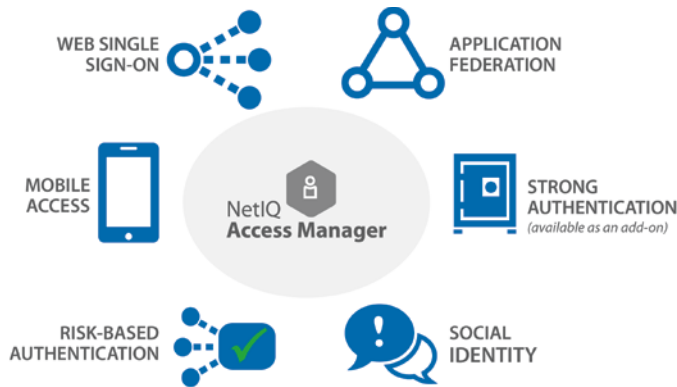 WEB SINGLE
SIGN-ON
APPLICATION
FEDERATION
MOBILE
ACCESS
NetIQ
Access Manager
STRONG
AUTHENTICATION
(available as an add-on)
RISK-BASED
AUTHENTICATION
!
SOCIAL
IDENTITY